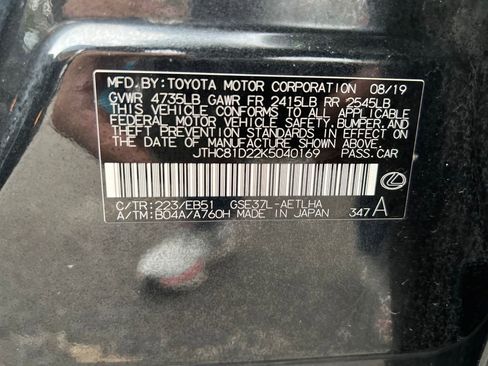 MFD.BY:TOYOTA MOTOR CORPORATION 08/19
GVWR 4735LB GAWR FR 2415LB RR 2545LB
THIS VEHICLE CONFORMS TO ALL APPLICABLE
FEDERAL MOTOR VEHICLE SAFETY, BUMPER, AND
THEFT PREVENTION STANDARDS IN EFFECT ON
THE DATE OF MANUFACTURE SHOWN ABOVE.
JTHC81D22K5040169 PASS.CAR
C/TR:223/EB51 GSE37L-AETLHA
A/TM:B04A/A760H MADE IN JAPAN 347 A